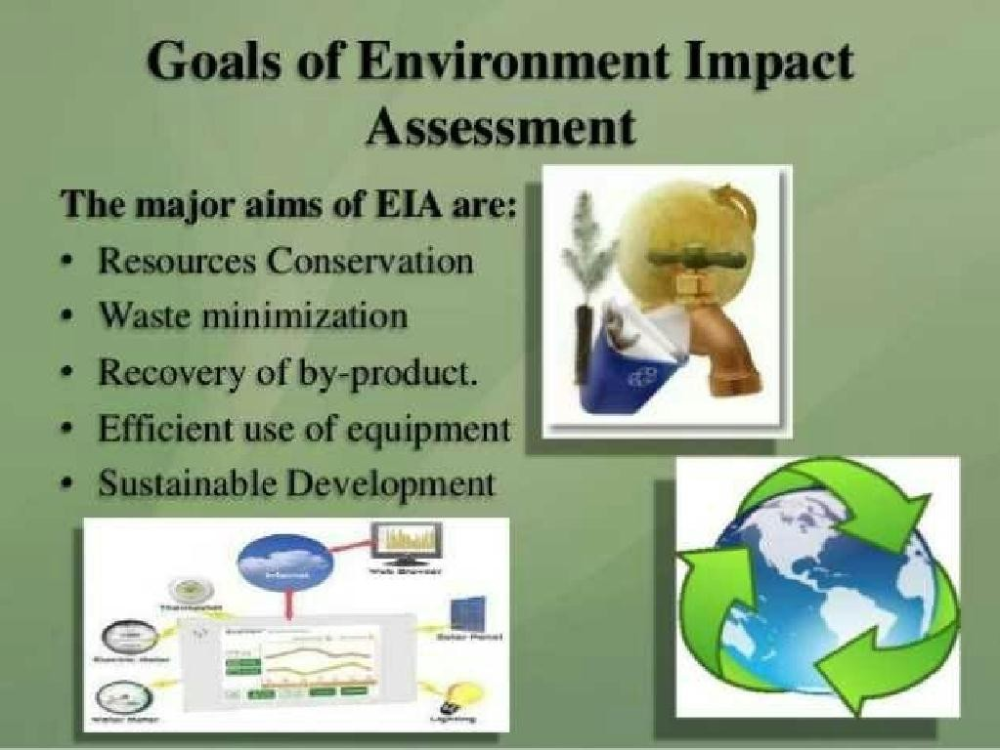 Goals of Environment Impact
Assessment
The major aims of EIA are:
• Resources Conservation
• Waste minimization
• Recovery of by-product.
• Efficient use of equipment
• Sustainable Development
Internet
Web Browser
Thermostat
Electric Meter
Solar Panel
Water Meter
Lighting